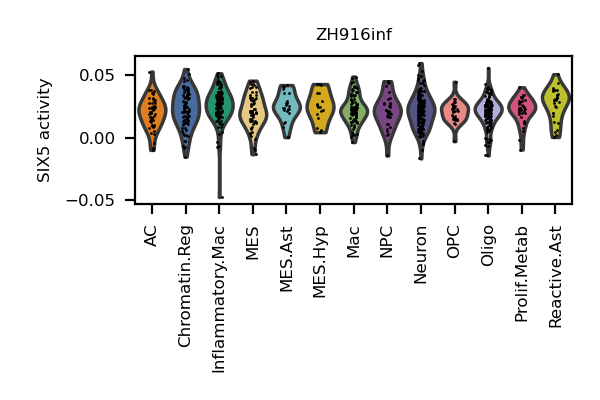 ZH916inf
SIX5 activity
0.05
0.00
−0.05
AC
Chromatin.Reg
Inflammatory.Mac
MES
MES.Ast
MES.Hyp
Mac
NPC
Neuron
OPC
Oligo
Prolif.Metab
Reactive.Ast